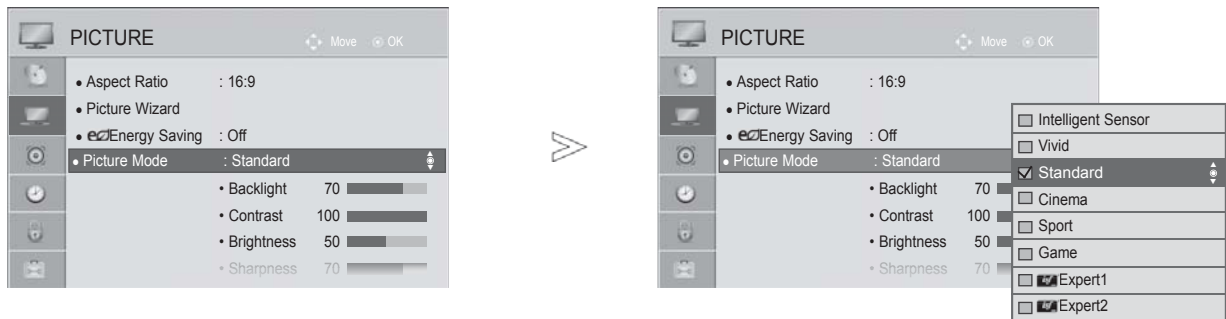 PICTURE
Move OK
• Aspect Ratio : 16:9
• Picture Wizard
• eco Energy Saving : Off
• Picture Mode : Standard
• Backlight 70
• Contrast 100
• Brightness 50
• Sharpness 70
PICTURE
Move OK
• Aspect Ratio : 16:9
• Picture Wizard
• eco Energy Saving : Off
• Picture Mode : Standard
• Backlight 70
• Contrast 100
• Brightness 50
• Sharpness 70
Intelligent Sensor
Vivid
Standard
Cinema
Sport
Game
Expert1
Expert2